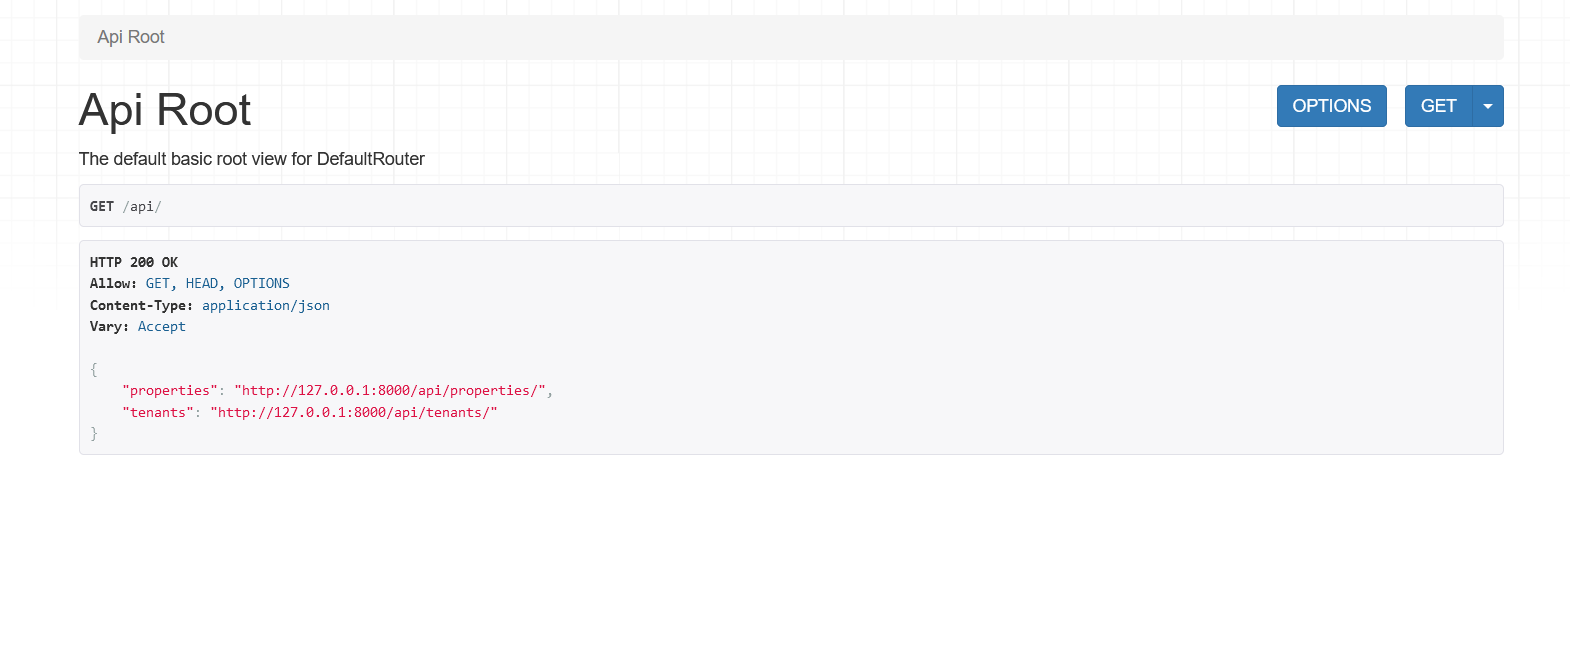 Api Root
Api Root
OPTIONS
GET
The default basic root view for DefaultRouter
GET /api/
HTTP 200 OK
Allow: GET, HEAD, OPTIONS
Content-Type: application/json
Vary: Accept
{
    "properties": "http://127.0.0.1:8000/api/properties/",
    "tenants": "http://127.0.0.1:8000/api/tenants/"
}